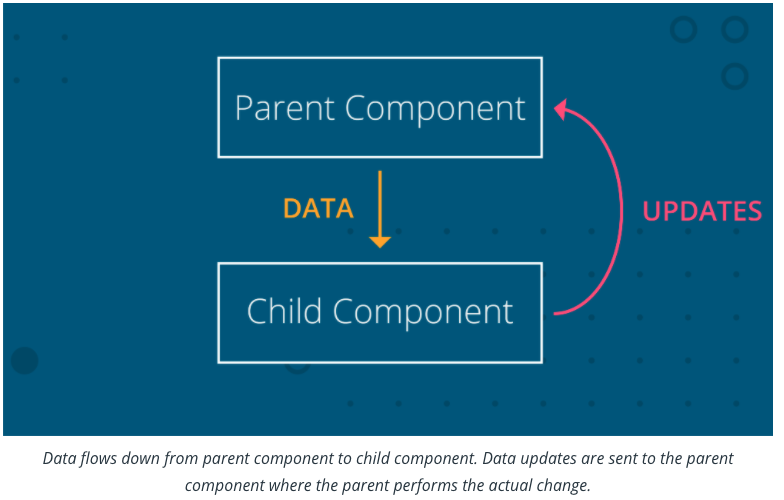 Parent Component
DATA
UPDATES
Child Component
Data flows down from parent component to child component. Data updates are sent to the parent
component where the parent performs the actual change.